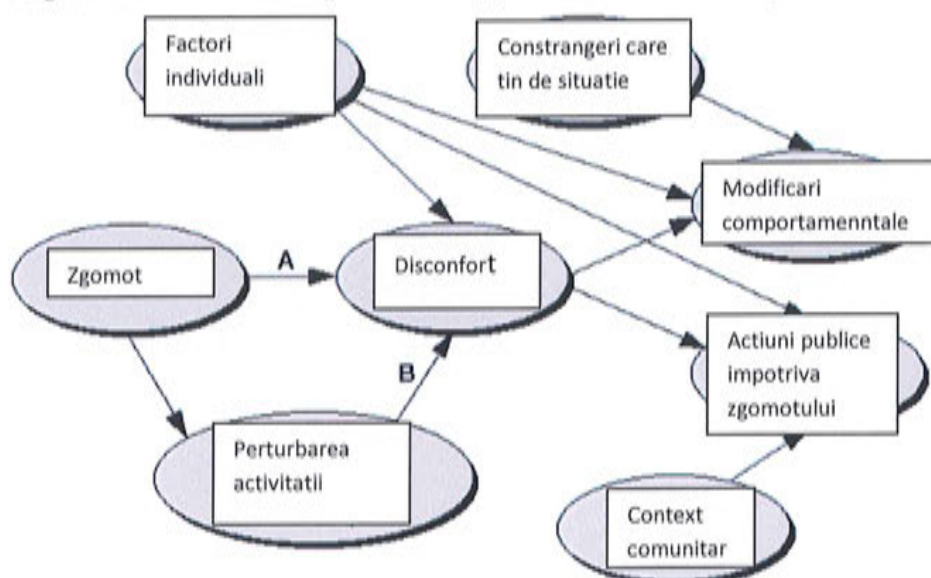 Factori
individuali
Constrangeri care
tin de situatie
Modificari
comportamenntale
Zgomot
A
Disconfort
B
Actiuni publice
impotriva
zgomotului
Perturbarea
activitatii
Context
comunitar